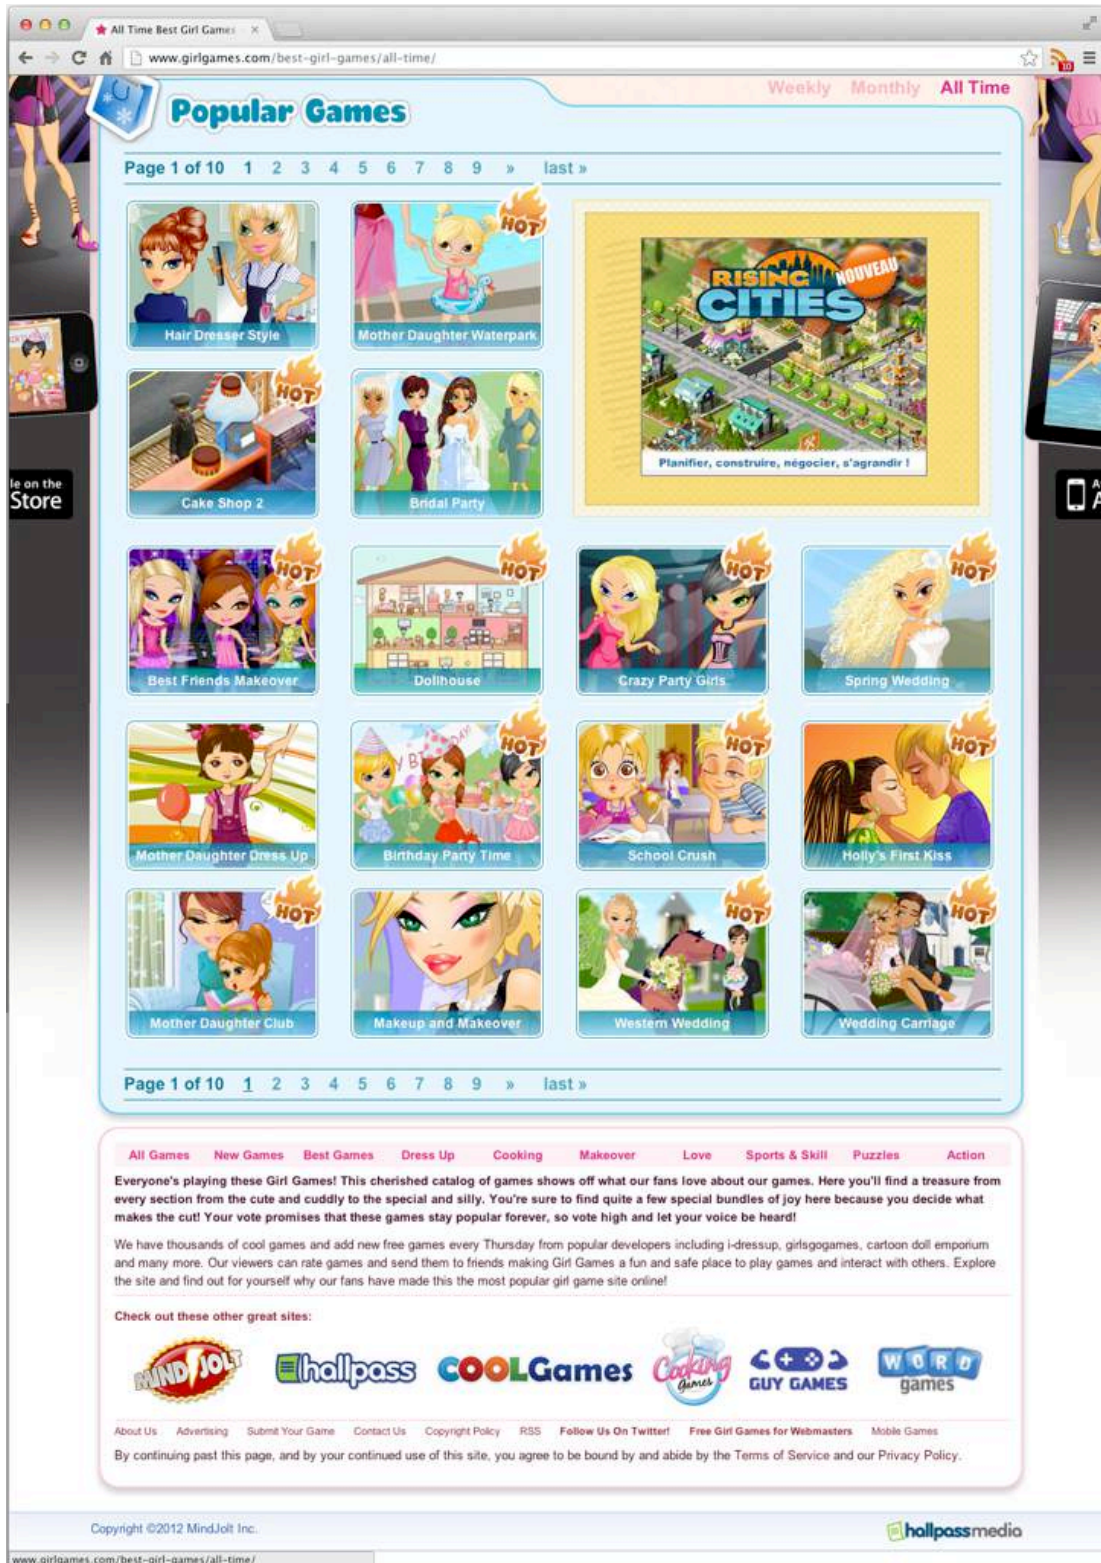 All Time Best Girl Games
www.girlgames.com/best-girl-games/all-time/
10
Weekly Monthly All Time
Popular Games
Page 1 of 10 1 2 3 4 5 6 7 8 9 » last »
HOT
Hair Dresser Style
Mother Daughter Waterpark
RISING
CITIES
NOUVEAU
Planifier, construire, négocier, s'agrandir !
HOT
Cake Shop 2
Bridal Party
le on the
Store
A
A
HOT
HOT
HOT
HOT
Best Friends Makeover
Dollhouse
Crazy Party Girls
Spring Wedding
HOT
HOT
HOT
Y BIRTHDAY!
Mother Daughter Dress Up
Birthday Party Time
School Crush
Holly's First Kiss
HOT
HOT
HOT
Mother Daughter Club
Makeup and Makeover
Western Wedding
Wedding Carriage
Page 1 of 10 1 2 3 4 5 6 7 8 9 » last »
All Games New Games Best Games Dress Up Cooking Makeover Love Sports & Skill Puzzles Action
Everyone's playing these Girl Games! This cherished catalog of games shows off what our fans love about our games. Here you'll find a treasure from
every section from the cute and cuddly to the special and silly. You're sure to find quite a few special bundles of joy here because you decide what
makes the cut! Your vote promises that these games stay popular forever, so vote high and let your voice be heard!
We have thousands of cool games and add new free games every Thursday from popular developers including i-dressup, girlsgogames, cartoon doll emporium
and many more. Our viewers can rate games and send them to friends making Girl Games a fun and safe place to play games and interact with others. Explore
the site and find out for yourself why our fans have made this the most popular girl game site online!
Check out these other great sites:
MIND JOLT
hallpass
COOLGames
Cooking
Games
GUY GAMES
WORD
games
About Us Advertising Submit Your Game Contact Us Copyright Policy RSS Follow Us On Twitter! Free Girl Games for Webmasters Mobile Games
By continuing past this page, and by your continued use of this site, you agree to be bound by and abide by the Terms of Service and our Privacy Policy.
Copyright ©2012 MindJolt Inc.
hallpassmedia
www.girlgames.com/best-girl-games/all-time/